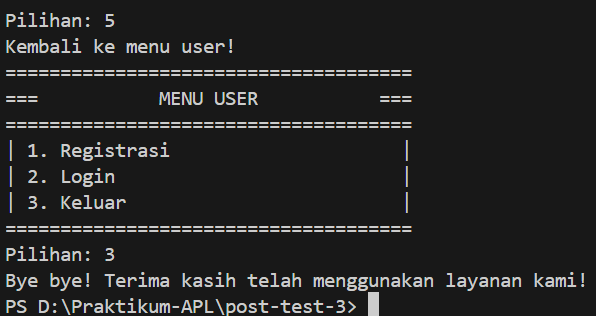 Pilihan: 5
Kembali ke menu user!
=====================================
===           MENU USER           ===
=====================================
| 1. Registrasi                     |
| 2. Login                          |
| 3. Keluar                         |
=====================================
Pilihan: 3
Bye bye! Terima kasih telah menggunakan layanan kami!
PS D:\Praktikum-APL\post-test-3>